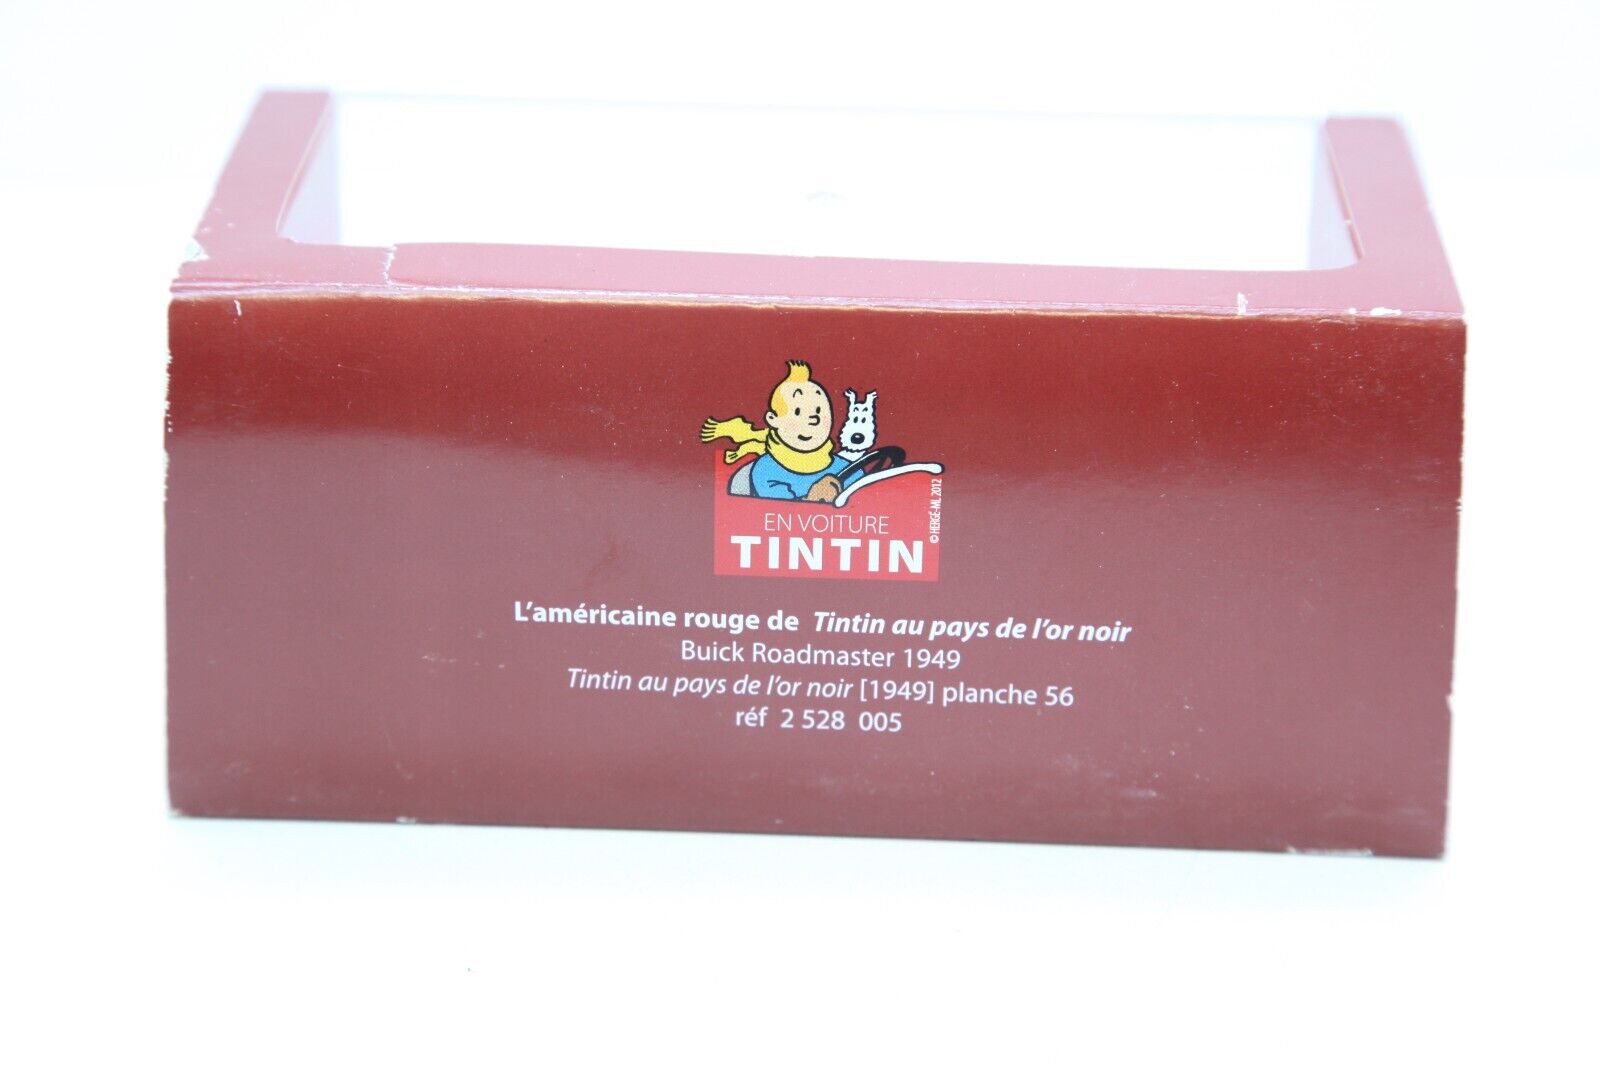 EN VOITURE
TINTIN
© HERGÉ-ML 2012
L'américaine rouge de Tintin au pays de l'or noir
Buick Roadmaster 1949
Tintin au pays de l'or noir [1949] planche 56
réf 2 528 005